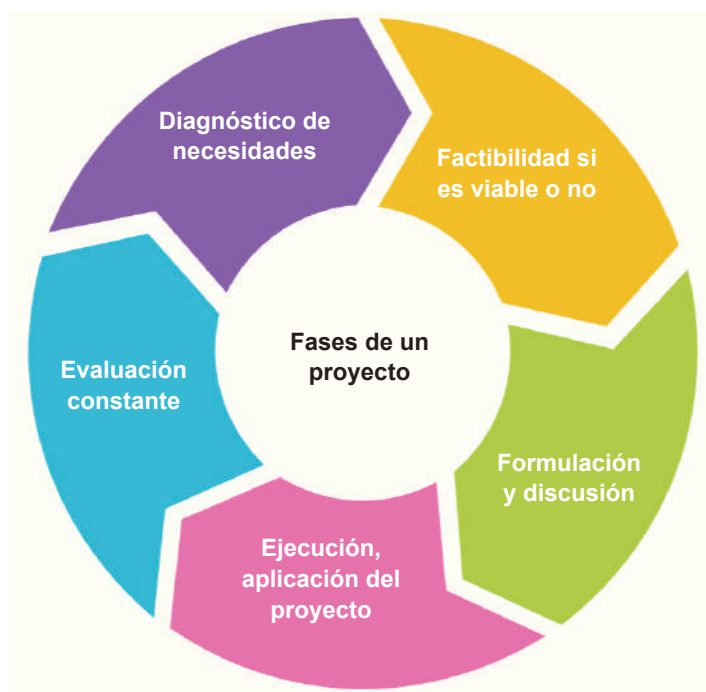 Diagnóstico de
necesidades
Factibilidad si
es viable o no
Fases de un
proyecto
Evaluación
constante
Formulación
y discusión
Ejecución,
aplicación del
proyecto